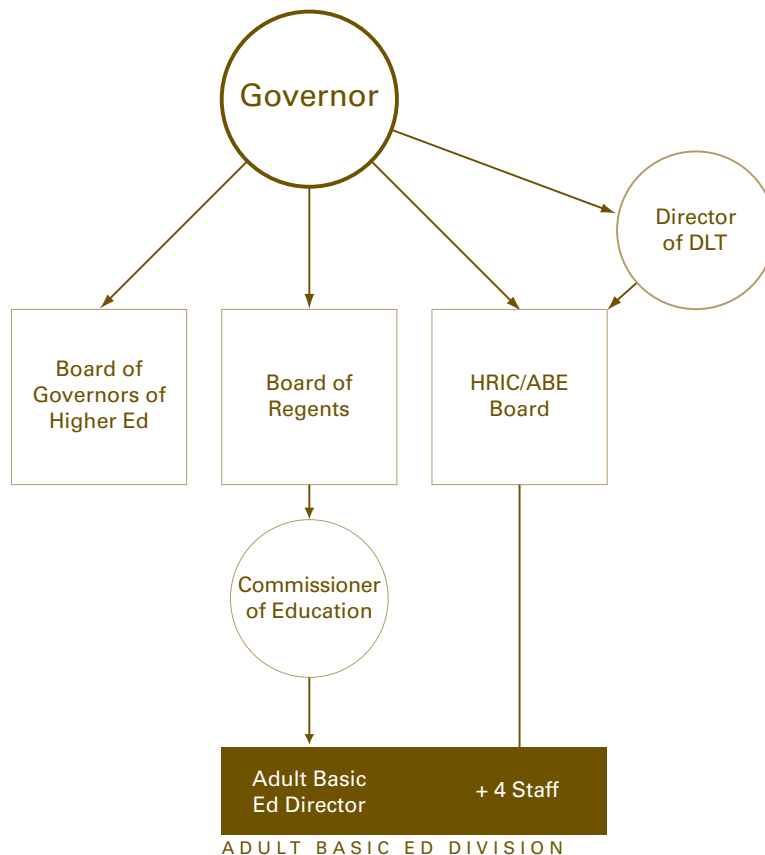 Governor
Director
of DLT
Board of
Governors of
Higher Ed
Board of
Regents
HRIC/ABE
Board
Commissioner
of Education
Adult Basic
Ed Director
+ 4 Staff
ADULT BASIC ED DIVISION